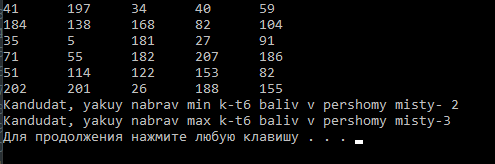 41 197 34 40 59
184 138 168 82 104
35 5 181 27 91
71 55 182 207 186
51 114 122 153 82
202 201 26 188 155
Kandudat, yakuy nabrav min k-t6 baliv v pershomy misty- 2
Kandudat, yakuy nabrav max k-t6 baliv v pershomy misty-3
Для продолжения нажмите любую клавишу . . .